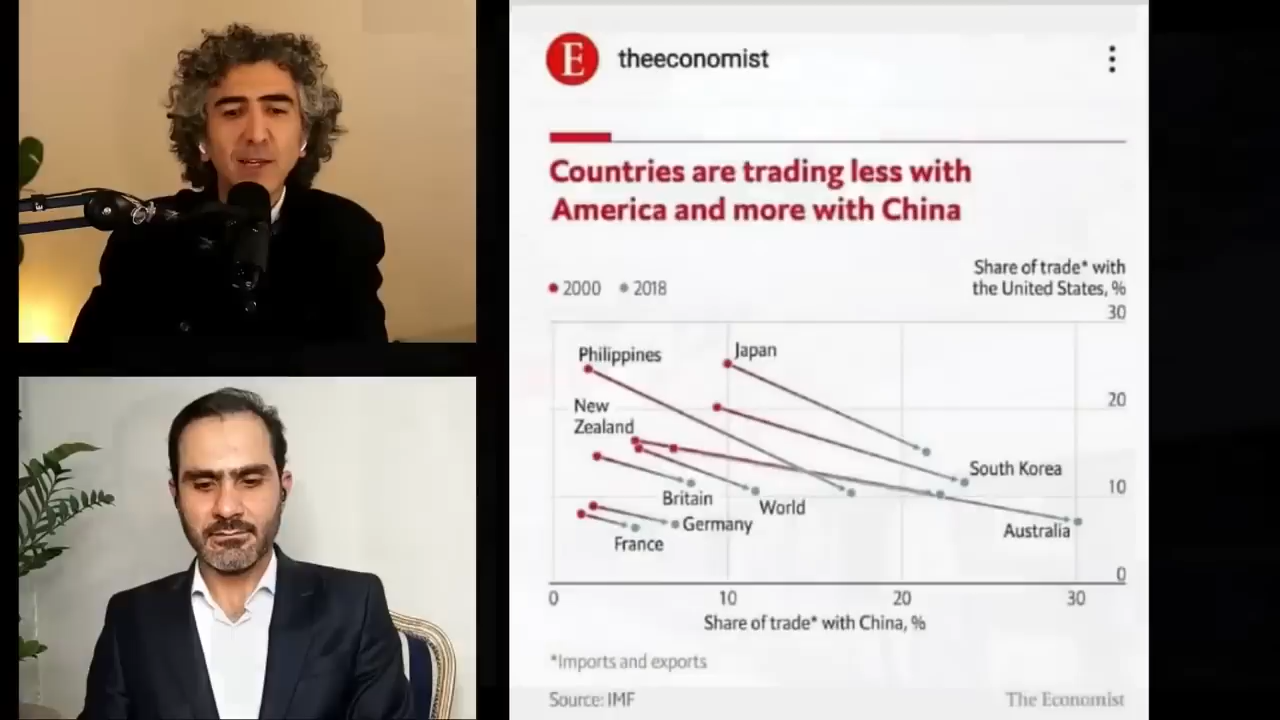 E theeconomist
Countries are trading less with
America and more with China
Share of trade* with
the United States, %
2000 2018
30
Philippines
Japan
20
New
Zealand
South Korea
10
Britain
World
Germany
Australia
France
0
0 10 20 30
Share of trade* with China, %
*Imports and exports
Source: IMF
The Economist